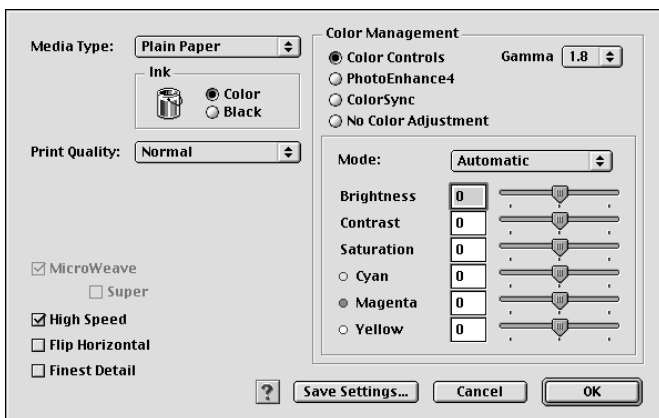 Media Type: Plain Paper
Ink
Color
Black
Print Quality: Normal
MicroWeave
Super
High Speed
Flip Horizontal
Finest Detail
Color Management
Color Controls Gamma 1.8
PhotoEnhance4
ColorSync
No Color Adjustment
Mode: Automatic
Brightness 0
Contrast 0
Saturation 0
Cyan 0
Magenta 0
Yellow 0
? Save Settings... Cancel OK